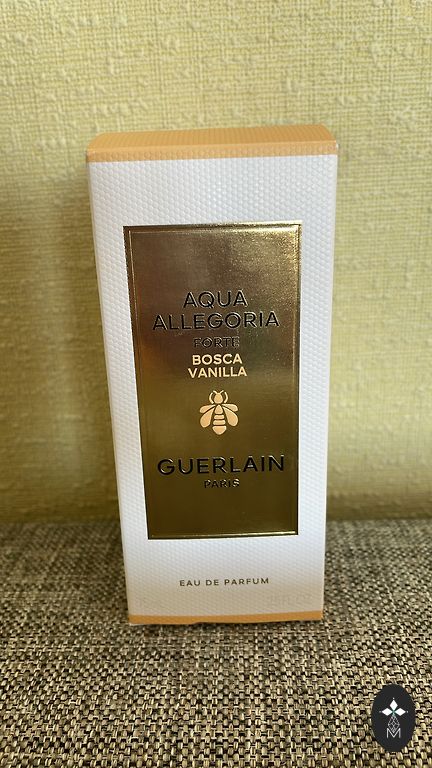 AQUA
ALLEGORIA
FORTE
BOSCA
VANILLA
GUERLAIN
PARIS
EAU DE PARFUM